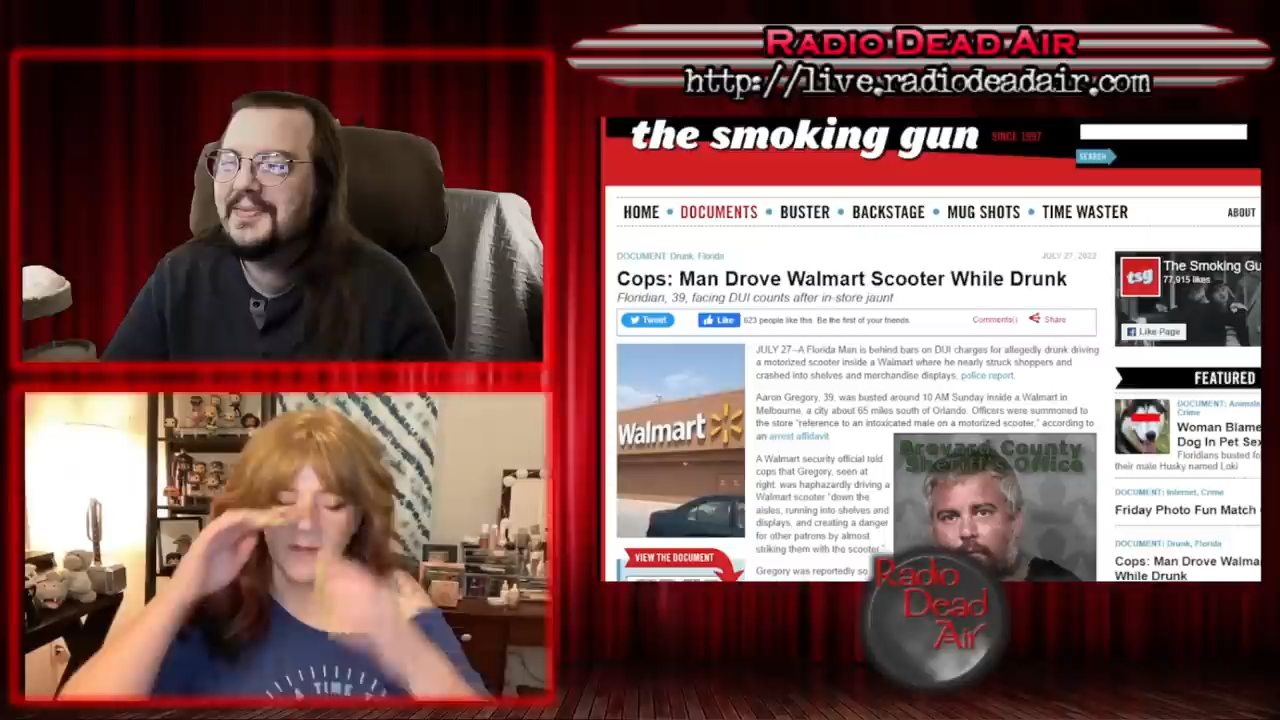 Radio Dead Air
http://live.radiodeadair.com
the smoking gun SINCE 1997
SEARCH
HOME • DOCUMENTS • BUSTER • BACKSTAGE • MUG SHOTS • TIME WASTER
ABOUT
DOCUMENT: Drunk, Florida
JULY 27, 2022
Cops: Man Drove Walmart Scooter While Drunk
Floridian, 39, facing DUI counts after in-store jaunt
Tweet
Like 623 people like this. Be the first of your friends.
Comments()
Share
Walmart
JULY 27--A Florida Man is behind bars on DUI charges for allegedly drunk driving
a motorized scooter inside a Walmart where he nearly struck shoppers and
crashed into shelves and merchandise displays, police report.
Aaron Gregory, 39, was busted around 10 AM Sunday inside a Walmart in
Melbourne, a city about 65 miles south of Orlando. Officers were summoned to
the store "reference to an intoxicated male on a motorized scooter," according to
an arrest affidavit.
A Walmart security official told
cops that Gregory, seen at
right, was haphazardly driving a
Walmart scooter "down the
aisles, running into shelves and
displays, and creating a danger
for other patrons by almost
striking them with the scooter."
Gregory was reportedly so
VIEW THE DOCUMENT
Brevard County
Sheriff's Office
tsg
The Smoking Gu
77,915 likes
Like Page
FEATURED
DOCUMENT: Animals
Crime
Woman Blame
Dog In Pet Se
Floridians busted fo
their male Husky named Loki
DOCUMENT: Internet, Crime
Friday Photo Fun Match
DOCUMENT: Drunk, Florida
Cops: Man Drove Walma
While Drunk
Radio
Dead
Air
A TIME